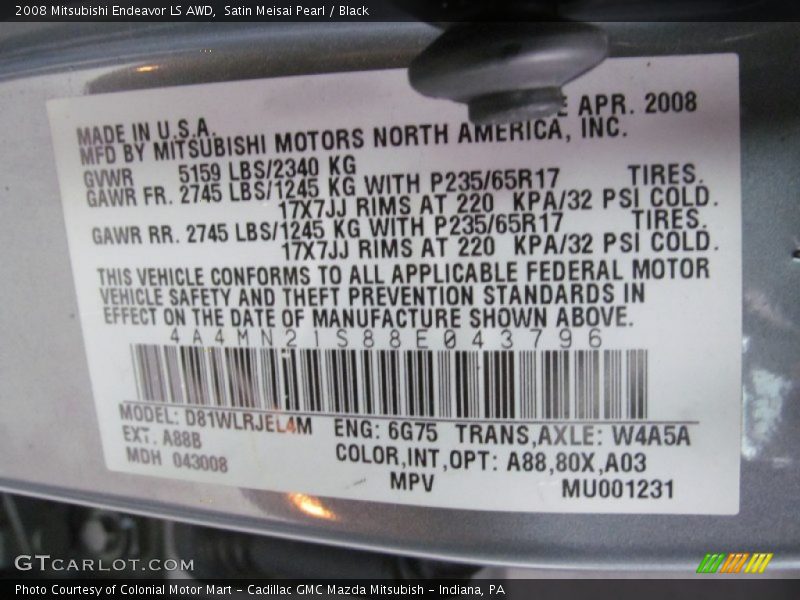 2008 Mitsubishi Endeavor LS AWD, Satin Meisai Pearl / Black
APR. 2008
MADE IN U.S.A.
MFD BY MITSUBISHI MOTORS NORTH AMERICA, INC.
GVWR 5159 LBS/2340 KG
GAWR FR. 2745 LBS/1245 KG WITH P235/65R17 TIRES.
17X7JJ RIMS AT 220 KPA/32 PSI COLD.
GAWR RR. 2745 LBS/1245 KG WITH P235/65R17 TIRES.
17X7JJ RIMS AT 220 KPA/32 PSI COLD.
THIS VEHICLE CONFORMS TO ALL APPLICABLE FEDERAL MOTOR
VEHICLE SAFETY AND THEFT PREVENTION STANDARDS IN
EFFECT ON THE DATE OF MANUFACTURE SHOWN ABOVE.
4A4MN21S88E043796
MODEL: D81WLRJEL4M ENG: 6G75 TRANS,AXLE: W4A5A
EXT. A88B COLOR,INT,OPT: A88,80X,A03
MDH 043008 MPV MU001231
GTCARLOT.COM
Photo Courtesy of Colonial Motor Mart - Cadillac GMC Mazda Mitsubish - Indiana, PA